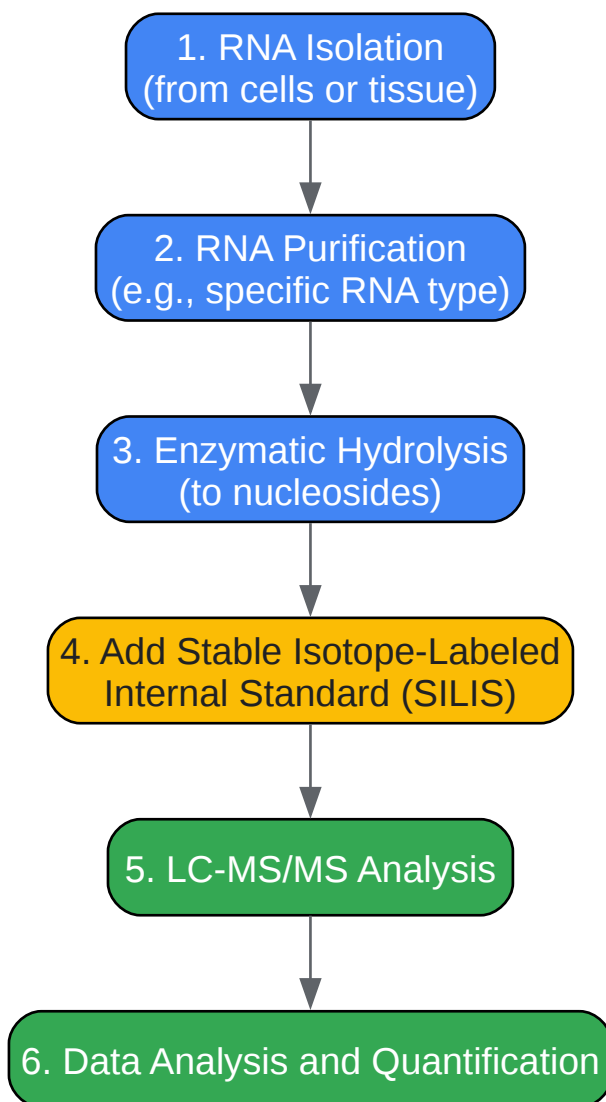 1. RNA Isolation
(from cells or tissue)
2. RNA Purification
(e.g., specific RNA type)
3. Enzymatic Hydrolysis
(to nucleosides)
4. Add Stable Isotope-Labeled
Internal Standard (SILIS)
5. LC-MS/MS Analysis
6. Data Analysis and Quantification